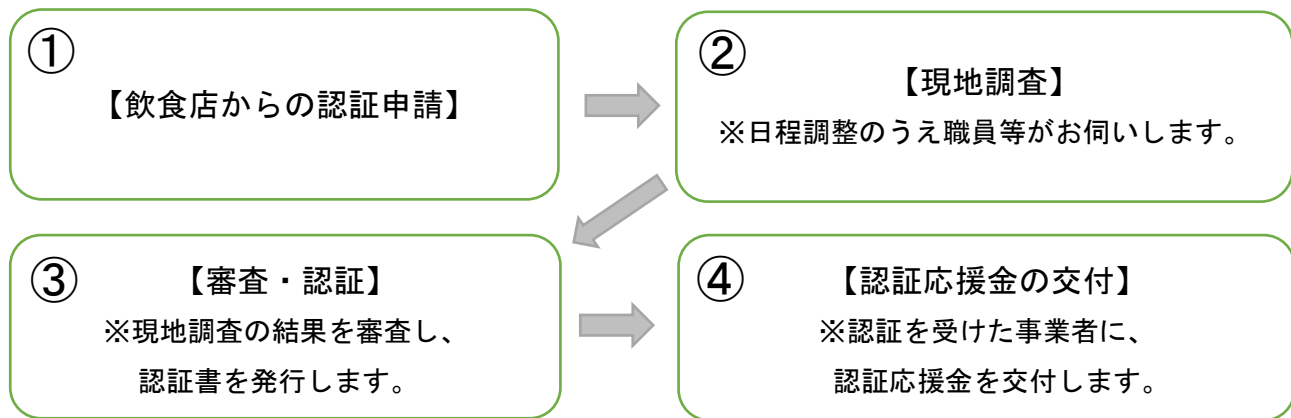 ①
【飲食店からの認証申請】
②
【現地調査】
※日程調整のうえ職員等がお伺いします。
③
【審査・認証】
※現地調査の結果を審査し、
認証書を発行します。
④
【認証応援金の交付】
※認証を受けた事業者に、
認証応援金を交付します。